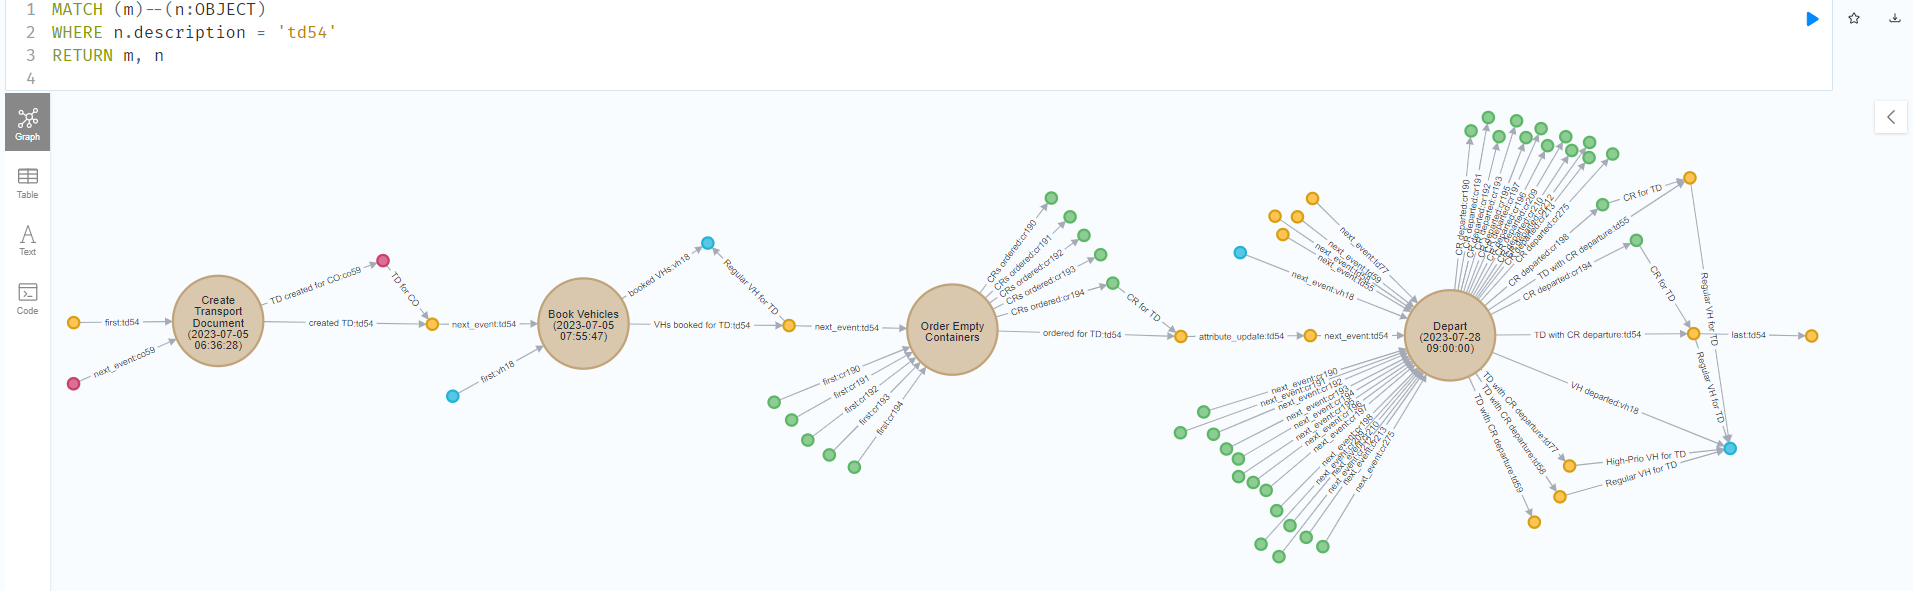 1 MATCH (m)--(n:OBJECT)
2 WHERE n.description = 'td54'
3 RETURN m, n
4
Graph
Table
Text
Code
first:td54
next_event:co59
Create
Transport
Document
(2023-07-05
06:36:28)
TD created for CO:co59
TD for CO
created TD:td54
next_event:td54
first:vh18
Book Vehicles
(2023-07-05
07:55:47)
booked VHs:vh18
Regular VH for TD
VHs booked for TD:td54
next_event:td54
first:cr190
first:cr191
first:cr192
first:cr193
first:cr194
Order Empty
Containers
CRs ordered:cr190
CRs ordered:cr191
CRs ordered:cr192
CRs ordered:cr193
CRs ordered:cr194
CR for TD
ordered for TD:td54
attribute_update:td54
next_event:td54
next_event:td77
next_event:td59
next_event:td55
next_event:vh18
next_event:cr190
next_event:cr191
next_event:cr192
next_event:cr193
next_event:cr197
next_event:cr198
next_event:cr213
next_event:cr275
Depart
(2023-07-28
09:00:00)
CR departed:cr190
CR departed:cr191
CR departed:cr192
CR departed:cr193
CR departed:cr275
CR departed:cr198
CR for TD
TD with CR departure:td55
CR departed:cr194
CR for TD
TD with CR departure:td54
Regular VH for TD
last:td54
Regular VH for TD
VH departed:vh18
TD with CR departure:td77
TD with CR departure:td58
TD with CR departure:td59
High-Prio VH for TD
Regular VH for TD